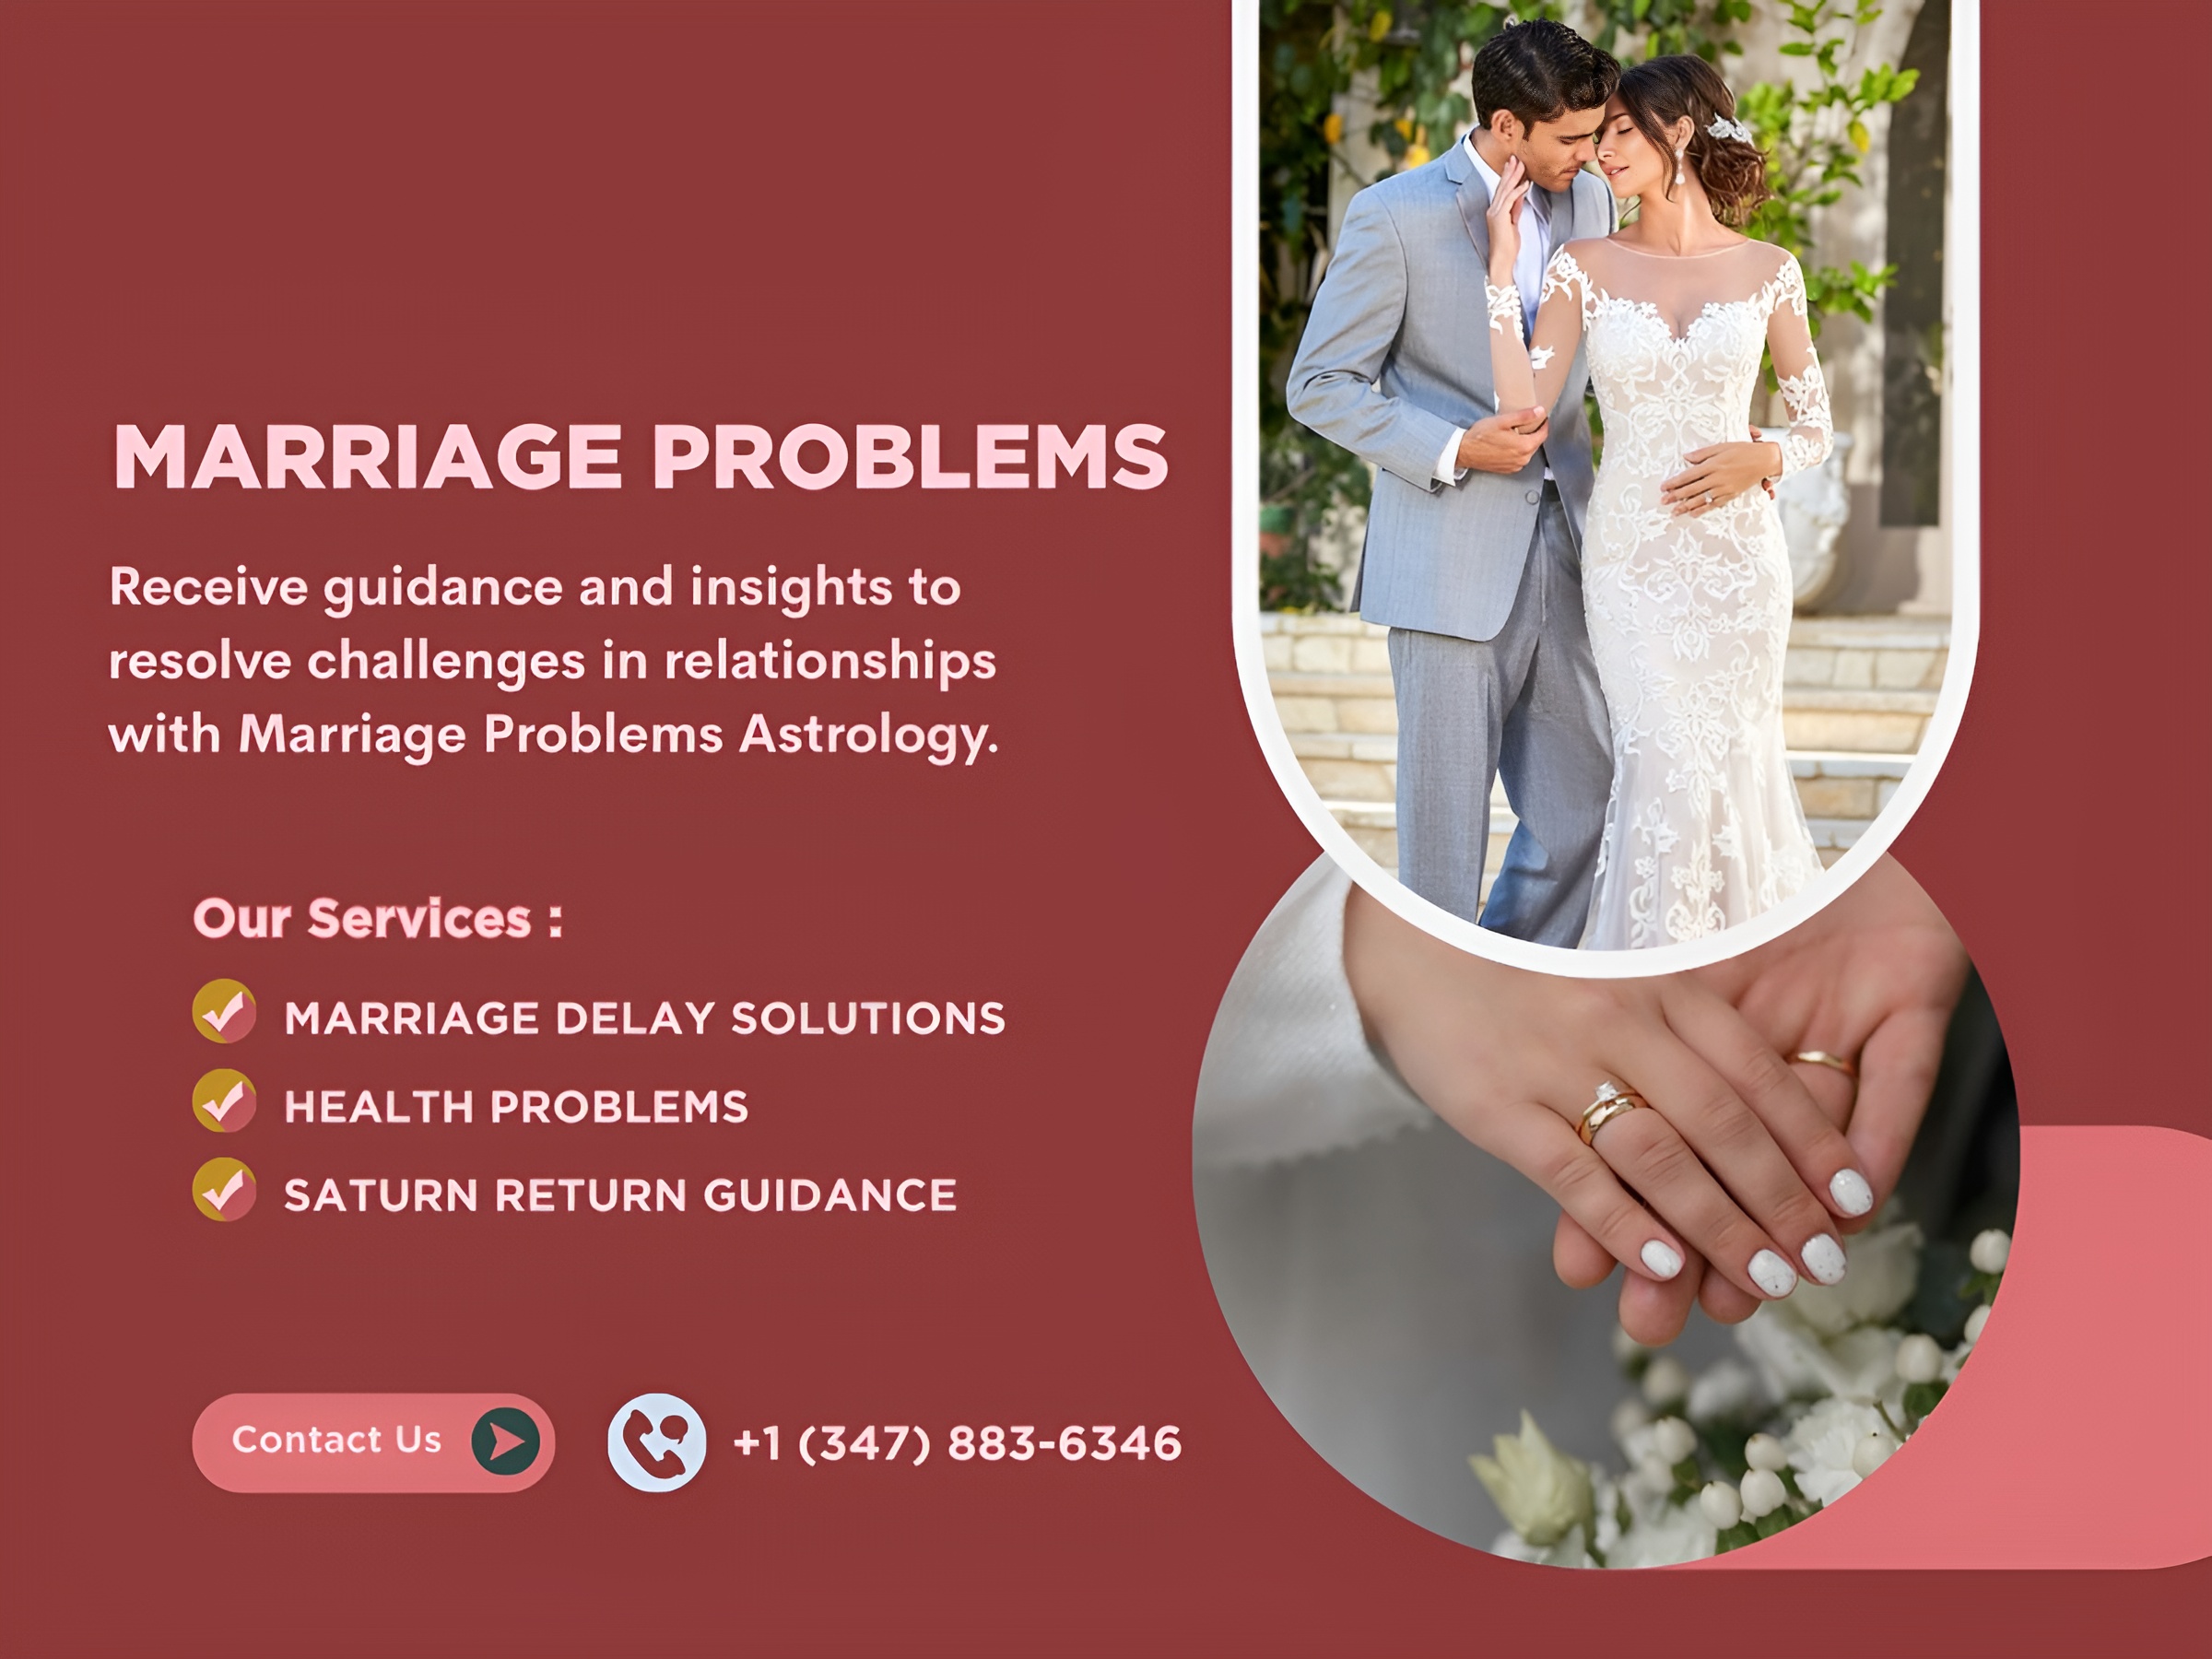 MARRIAGE PROBLEMS
Receive guidance and insights to
resolve challenges in relationships
with Marriage Problems Astrology.
Our Services :
MARRIAGE DELAY SOLUTIONS
HEALTH PROBLEMS
SATURN RETURN GUIDANCE
Contact Us
+1 (347) 883-6346